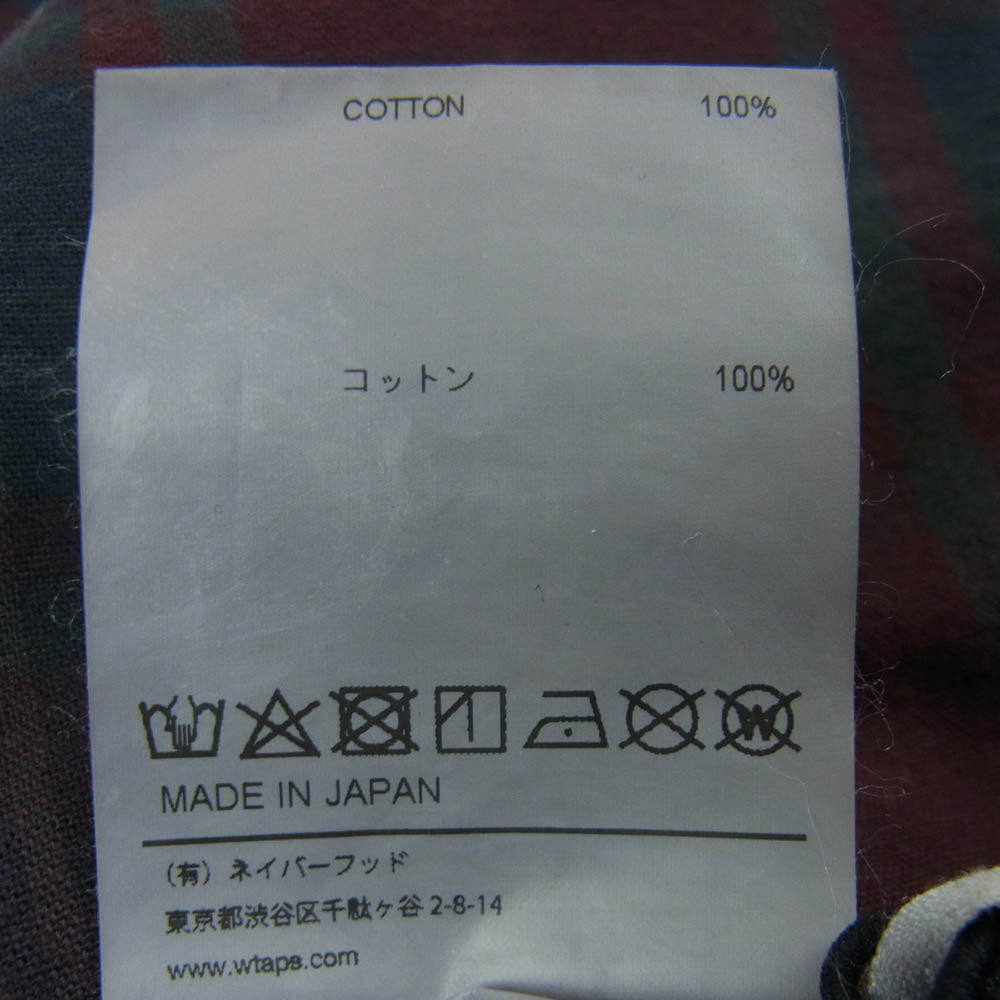 COTTON 100%
コットン 100%
W
MADE IN JAPAN
(有) ネイバーフッド
東京都渋谷区千駄ヶ谷 2-8-14
www.wtaps.com